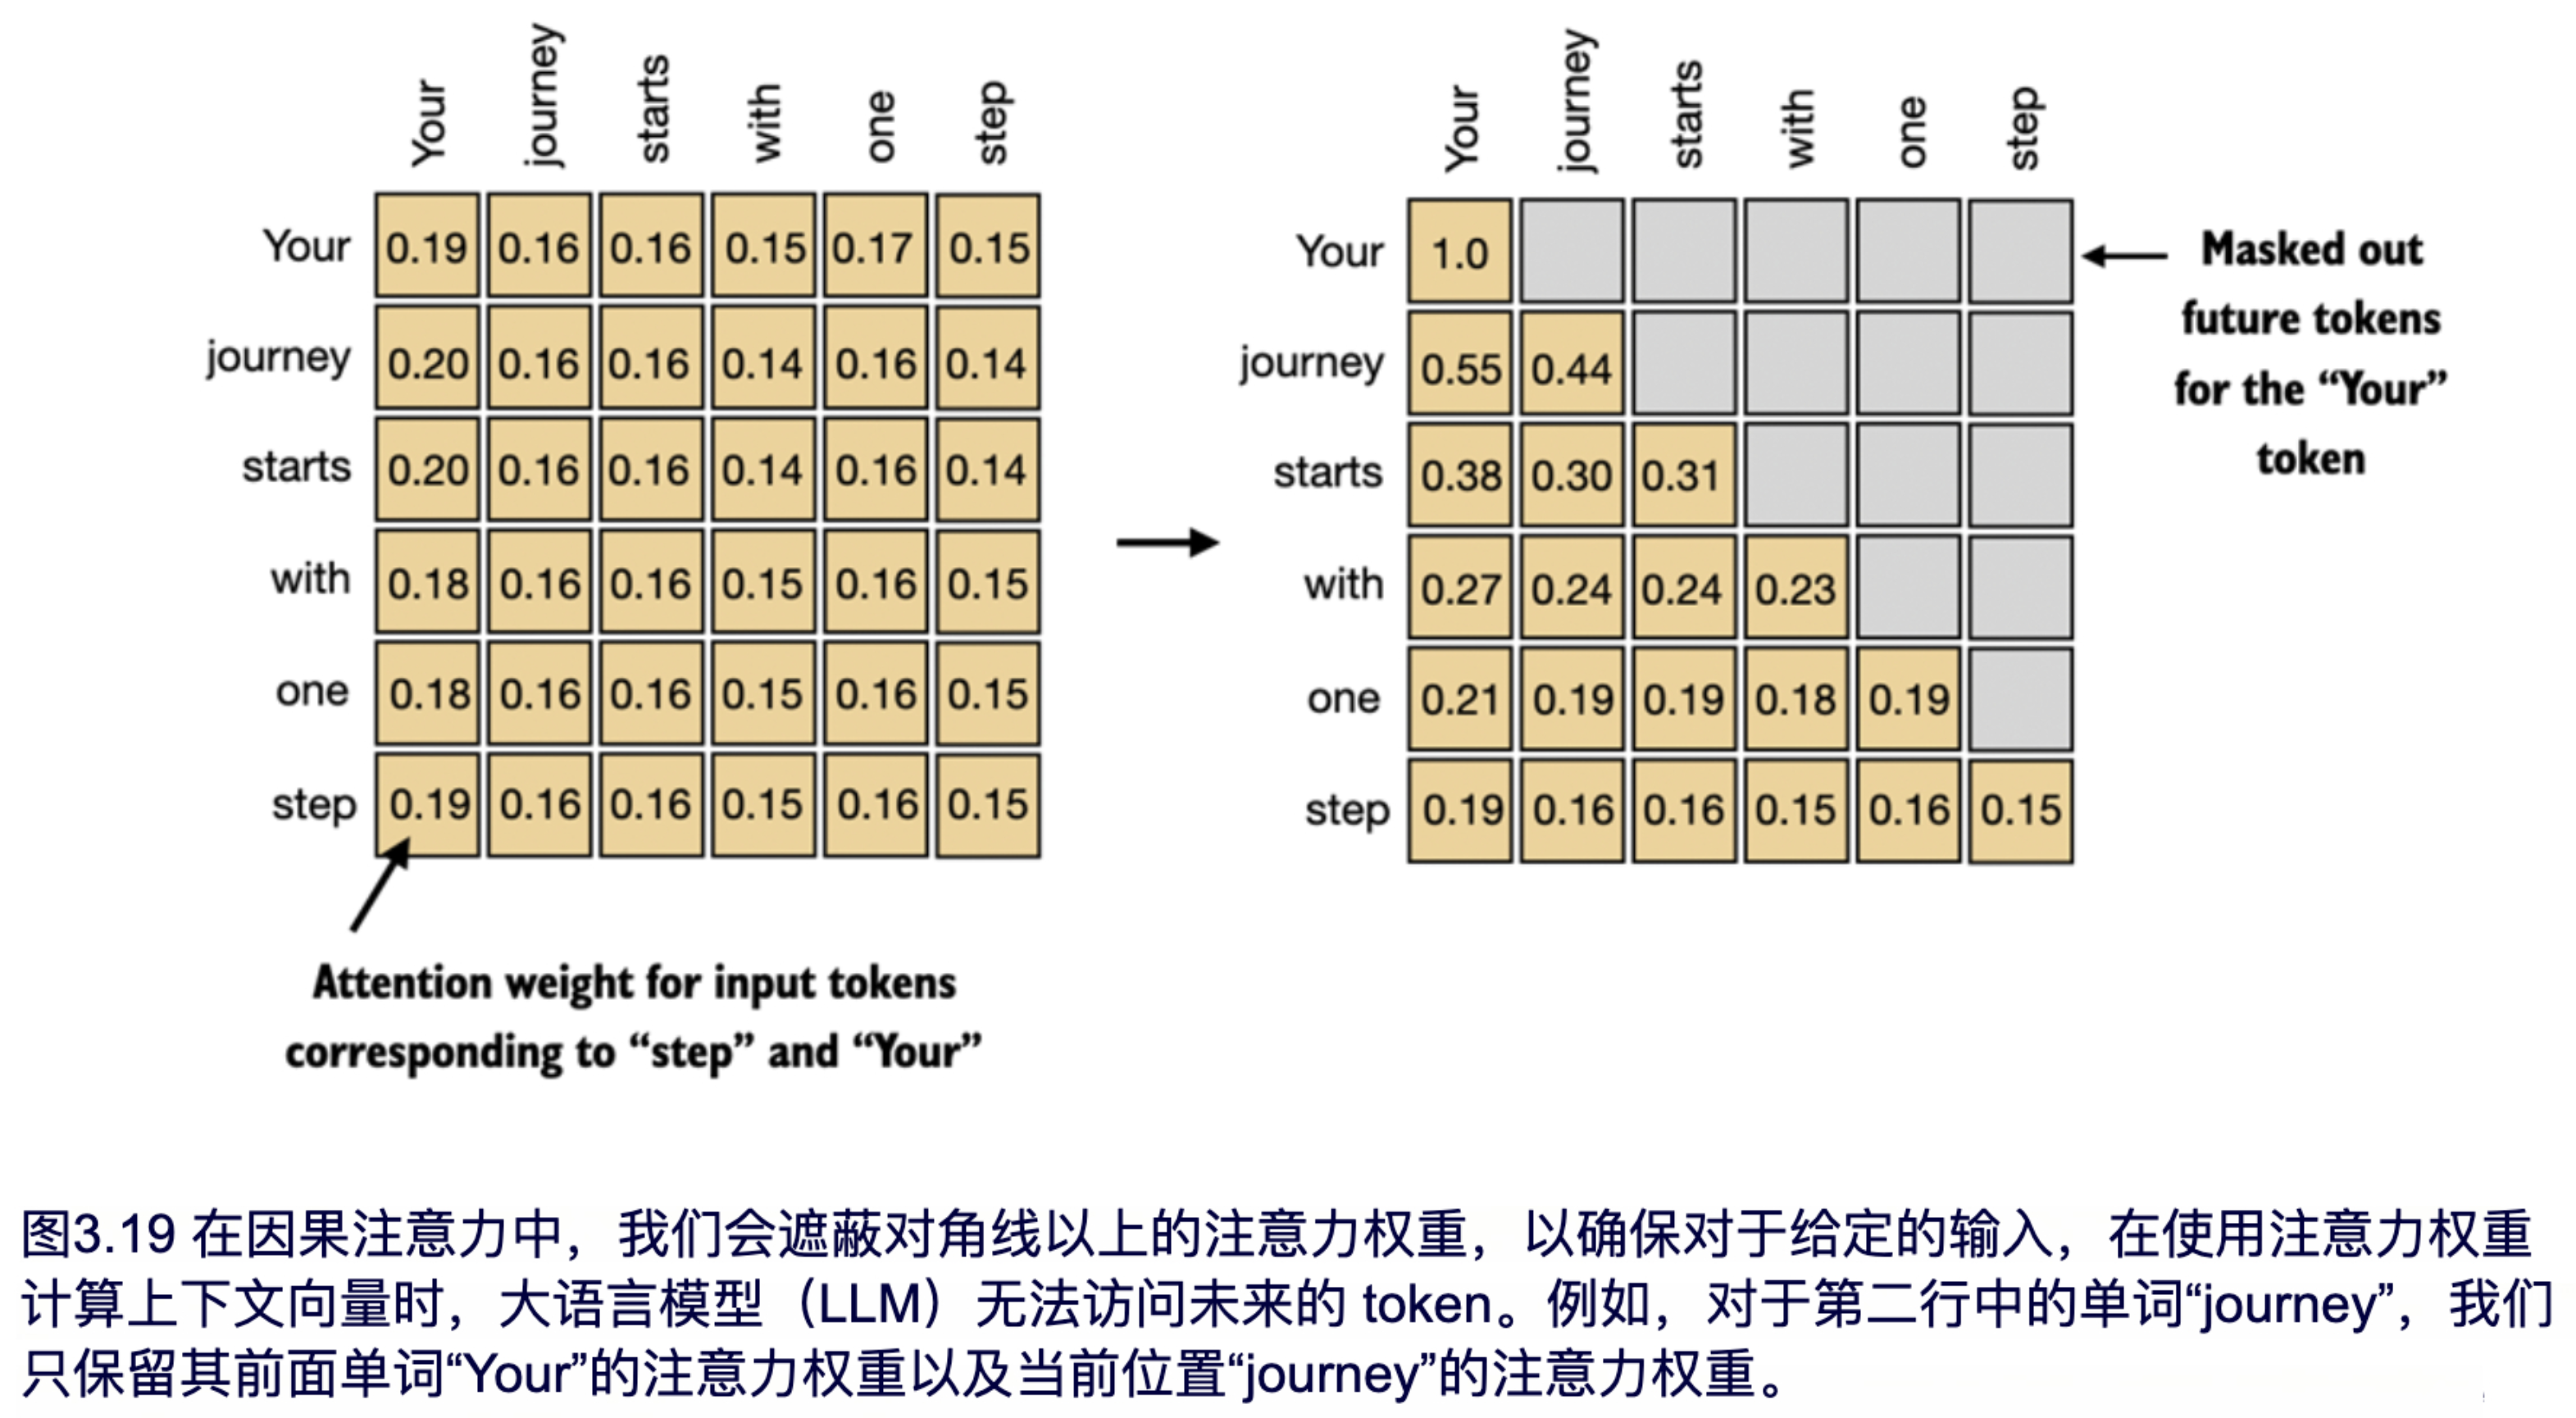 Your journey starts with one step
Your 0.19 0.16 0.16 0.15 0.17 0.15
journey 0.20 0.16 0.16 0.14 0.16 0.14
starts 0.20 0.16 0.16 0.14 0.16 0.14
with 0.18 0.16 0.16 0.15 0.16 0.15
one 0.18 0.16 0.16 0.15 0.16 0.15
step 0.19 0.16 0.16 0.15 0.16 0.15
Attention weight for input tokens
corresponding to “step” and “Your”
Your journey starts with one step
Your 1.0
journey 0.55 0.44
starts 0.38 0.30 0.31
with 0.27 0.24 0.24 0.23
one 0.21 0.19 0.19 0.18 0.19
step 0.19 0.16 0.16 0.15 0.16 0.15
Masked out
future tokens
for the “Your”
token
图3.19 在因果注意力中，我们会遮蔽对角线以上的注意力权重，以确保对于给定的输入，在使用注意力权重
计算上下文向量时，大语言模型（LLM）无法访问未来的 token。例如，对于第二行中的单词“journey”，我们
只保留其前面单词“Your”的注意力权重以及当前位置“journey”的注意力权重。